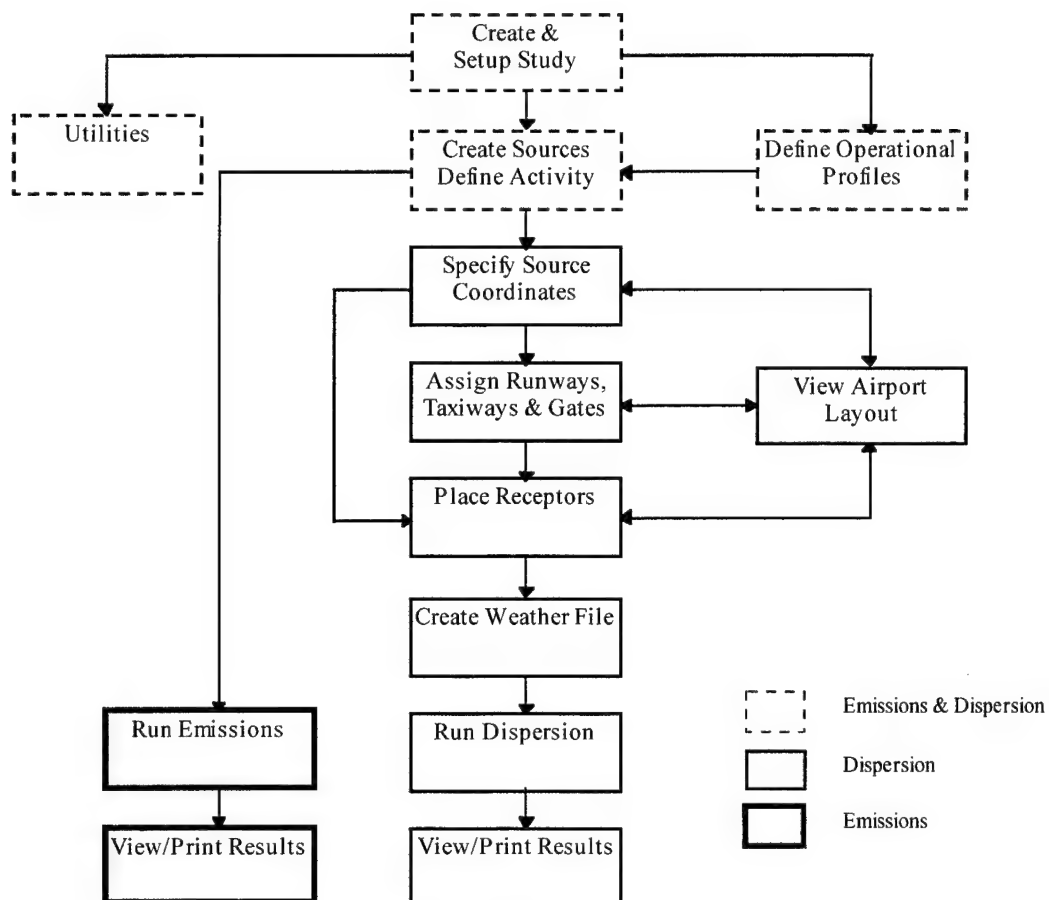 Create &
Setup Study
Utilities
Create Sources
Define Activity
Define Operational
Profiles
Specify Source
Coordinates
Assign Runways,
Taxiways & Gates
View Airport
Layout
Place Receptors
Create Weather File
Run Emissions
Run Dispersion
View/Print Results
View/Print Results
Emissions & Dispersion
Dispersion
Emissions